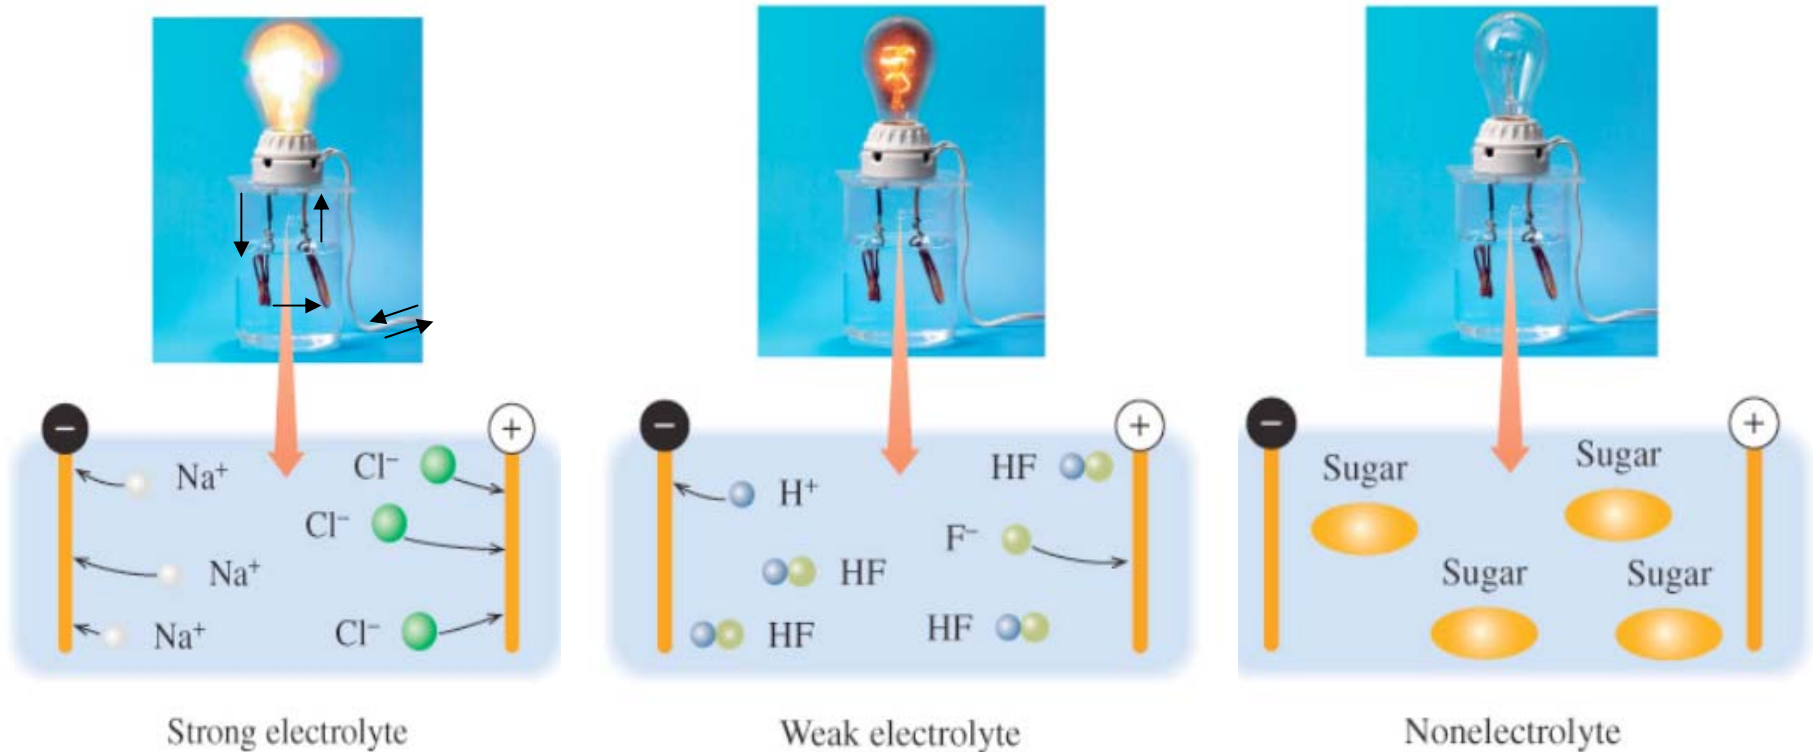 −
+
Na⁺
Cl⁻
Cl⁻
Na⁺
Na⁺
Cl⁻
Strong electrolyte
−
+
H⁺
HF
F⁻
HF
HF
HF
Weak electrolyte
−
+
Sugar
Sugar
Sugar
Sugar
Nonelectrolyte